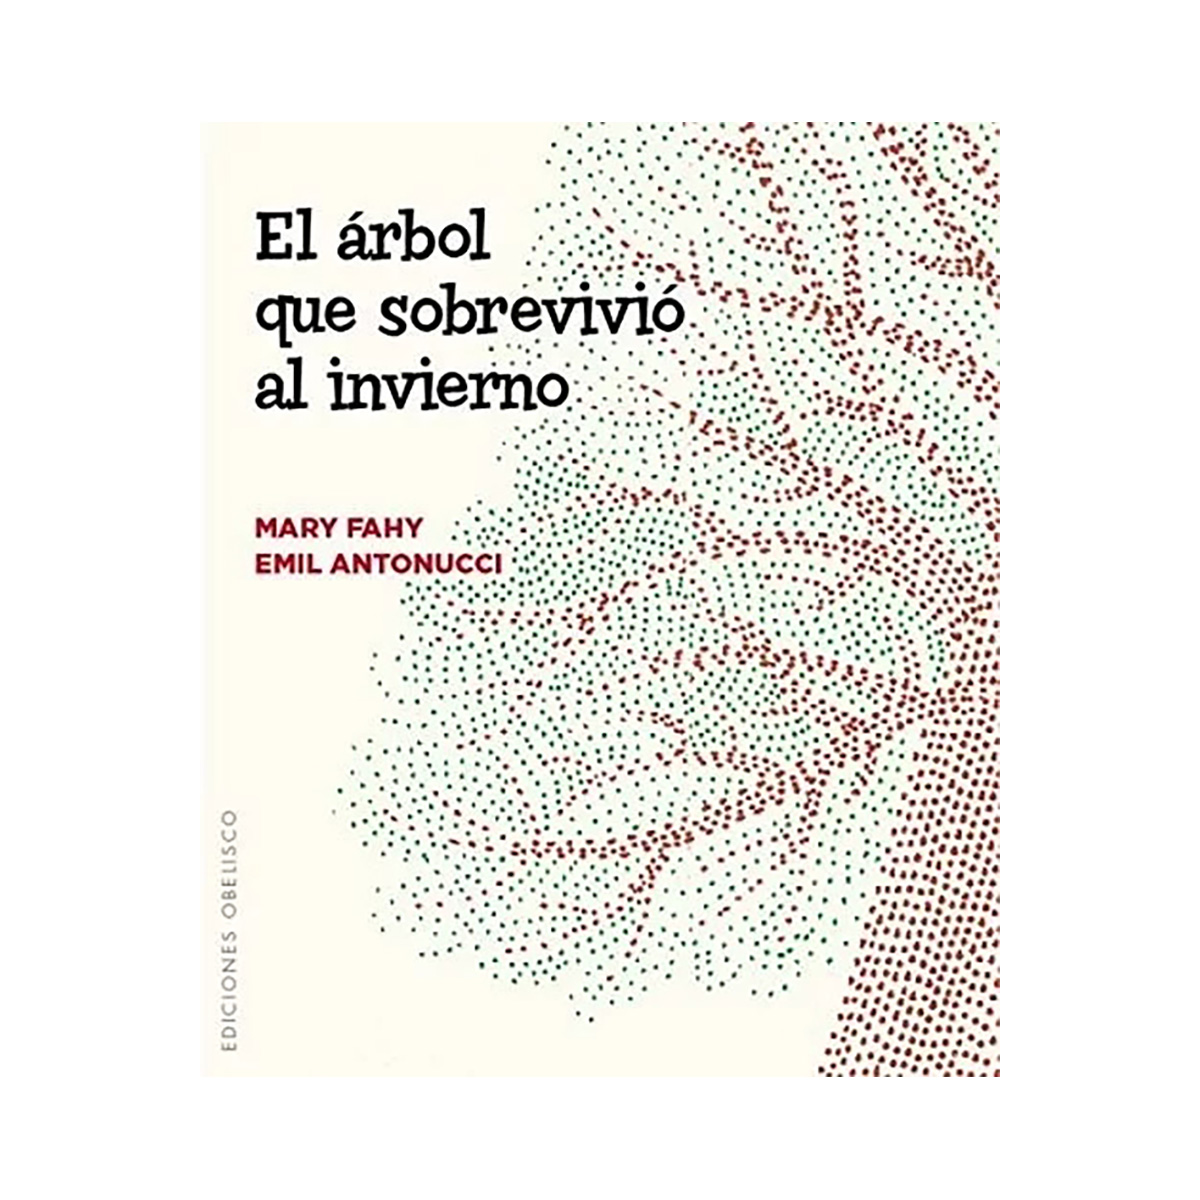 El árbol
que sobrevivió
al invierno
MARY FAHY
EMIL ANTONUCCI
EDICIONES OBELISCO